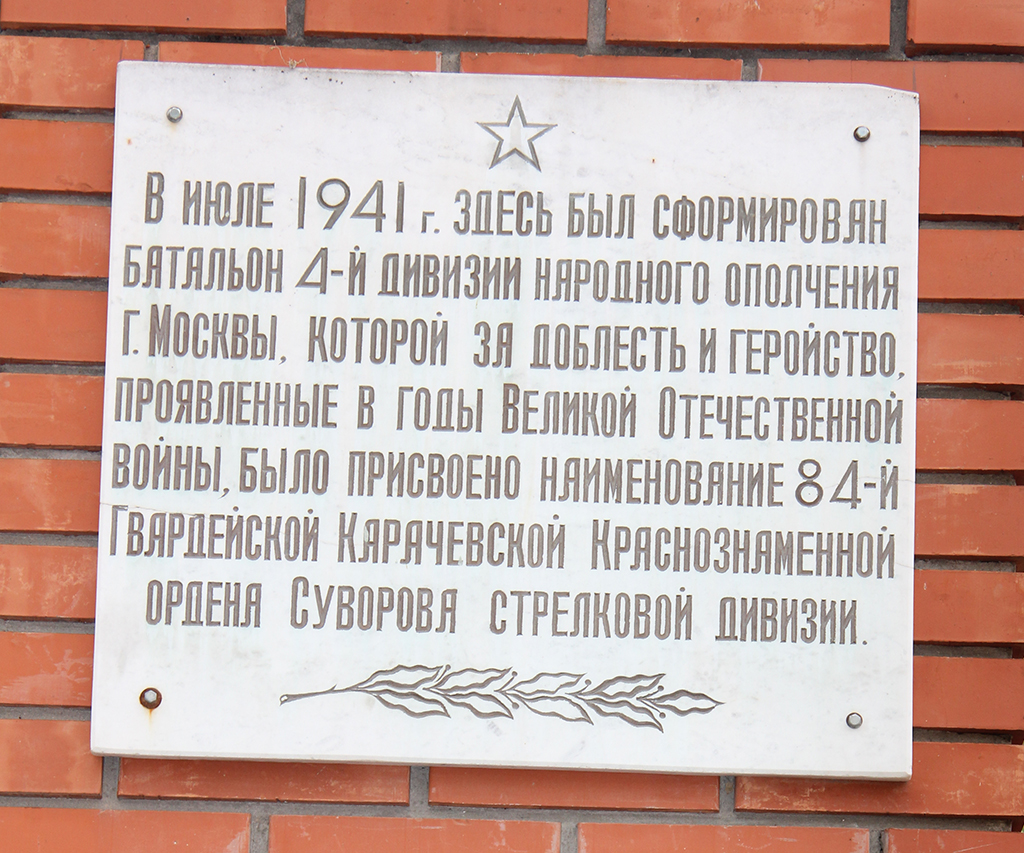 В ИЮЛЕ 1941 г. ЗДЕСЬ БЫЛ СФОРМИРОВАН
БАТАЛЬОН 4-Й ДИВИЗИИ НАРОДНОГО ОПОЛЧЕНИЯ
Г. МОСКВЫ, КОТОРОЙ ЗА ДОБЛЕСТЬ И ГЕРОЙСТВО,
ПРОЯВЛЕННЫЕ В ГОДЫ ВЕЛИКОЙ ОТЕЧЕСТВЕННОЙ
ВОЙНЫ, БЫЛО ПРИСВОЕНО НАИМЕНОВАНИЕ 84-Й
ГВАРДЕЙСКОЙ КАРАЧЕВСКОЙ КРАСНОЗНАМЕННОЙ
ОРДЕНА СУВОРОВА СТРЕЛКОВОЙ ДИВИЗИИ.